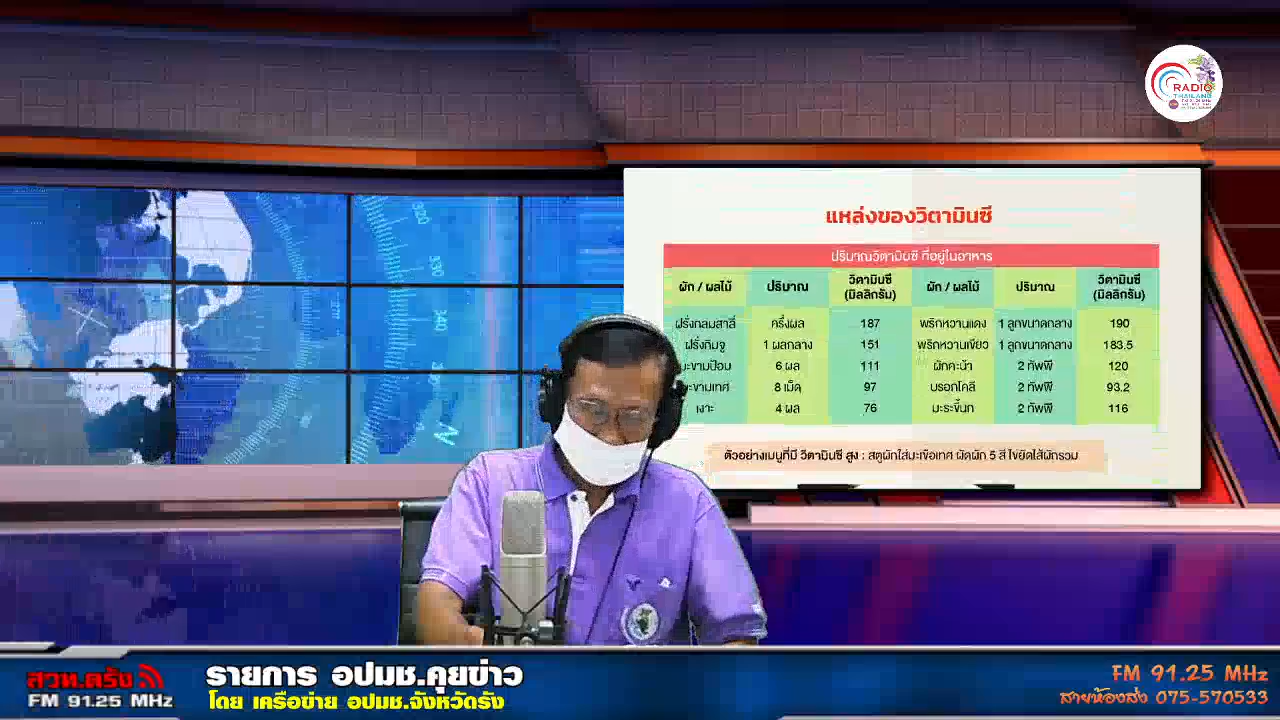 RADIO
THAILAND
แหล่งของวิตามินซี
ปริมาณวิตามินซี ที่อยู่ในอาหาร
ผัก / ผลไม้ ปริมาณ วิตามินซี (มิลลิกรัม) ผัก / ผลไม้ ปริมาณ วิตามินซี (มิลลิกรัม)
ฝรั่งกลมสาลี่ ครึ่งผล 187 พริกหวานแดง 1 ลูกขนาดกลาง 190
ฝรั่งกิมจู 1 ผลกลาง 151 พริกหวานเขียว 1 ลูกขนาดกลาง 183.5
มะขามป้อม 6 ผล 111 ผักคะน้า 2 ทัพพี 120
มะขามเทศ 8 เม็ด 97 บรอกโคลี 2 ทัพพี 93.2
เงาะ 4 ผล 76 มะระขี้นก 2 ทัพพี 116
ตัวอย่างเมนูที่มี วิตามินซี สูง : สตูผักใส่มะเขือเทศ ผัดผัก 5 สี ไข่ยัดไส้ผักรวม
สวท.ตรัง
FM 91.25 MHz
รายการ อปมช.คุยข่าว
โดย เครือข่าย อปมช.จังหวัดรัง
FM 91.25 MHz
สายห้องส่ง 075-570533